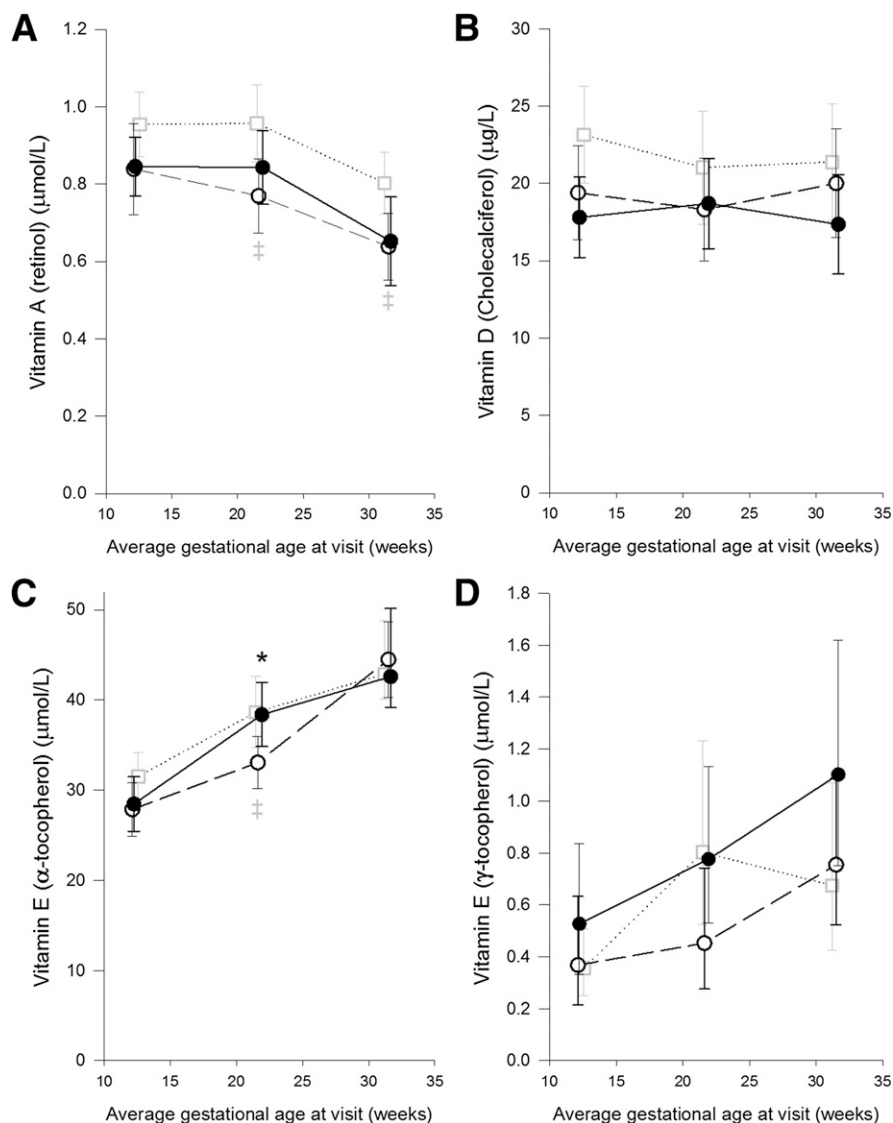 A
Vitamin A (retinol) (μmol/L)
1.2
1.0
0.8
0.6
0.4
0.2
0.0
‡
‡
10 15 20 25 30 35
Average gestational age at visit (weeks)
B
Vitamin D (Cholecalciferol) (μg/L)
30
25
20
15
10
5
0
10 15 20 25 30 35
Average gestational age at visit (weeks)
C
Vitamin E (α-tocopherol) (μmol/L)
50
40
30
20
10
0
*
‡
10 15 20 25 30 35
Average gestational age at visit (weeks)
D
Vitamin E (γ-tocopherol) (μmol/L)
1.8
1.6
1.4
1.2
1.0
0.8
0.6
0.4
0.2
0.0
10 15 20 25 30 35
Average gestational age at visit (weeks)